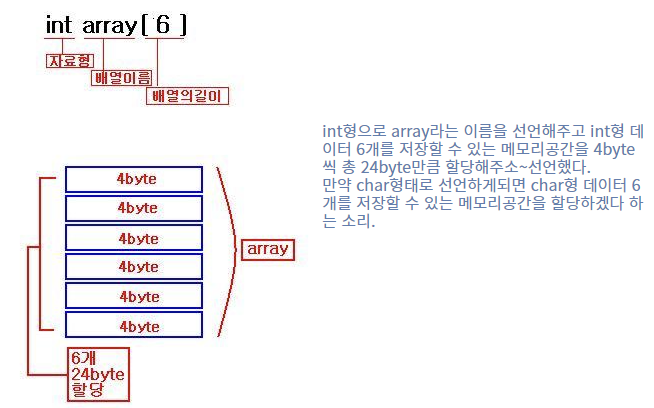 int array[ 6 ]
자료형
배열이름
배열의길이
int형으로 array라는 이름을 선언해주고 int형 데
이터 6개를 저장할 수 있는 메모리공간을 4byte
씩 총 24byte만큼 할당해주소~선언했다.
만약 char형태로 선언하게되면 char형 데이터 6
개를 저장할 수 있는 메모리공간을 할당하겠다 하
는 소리.
4byte
4byte
4byte
4byte
4byte
4byte
array
6개
24byte
할당